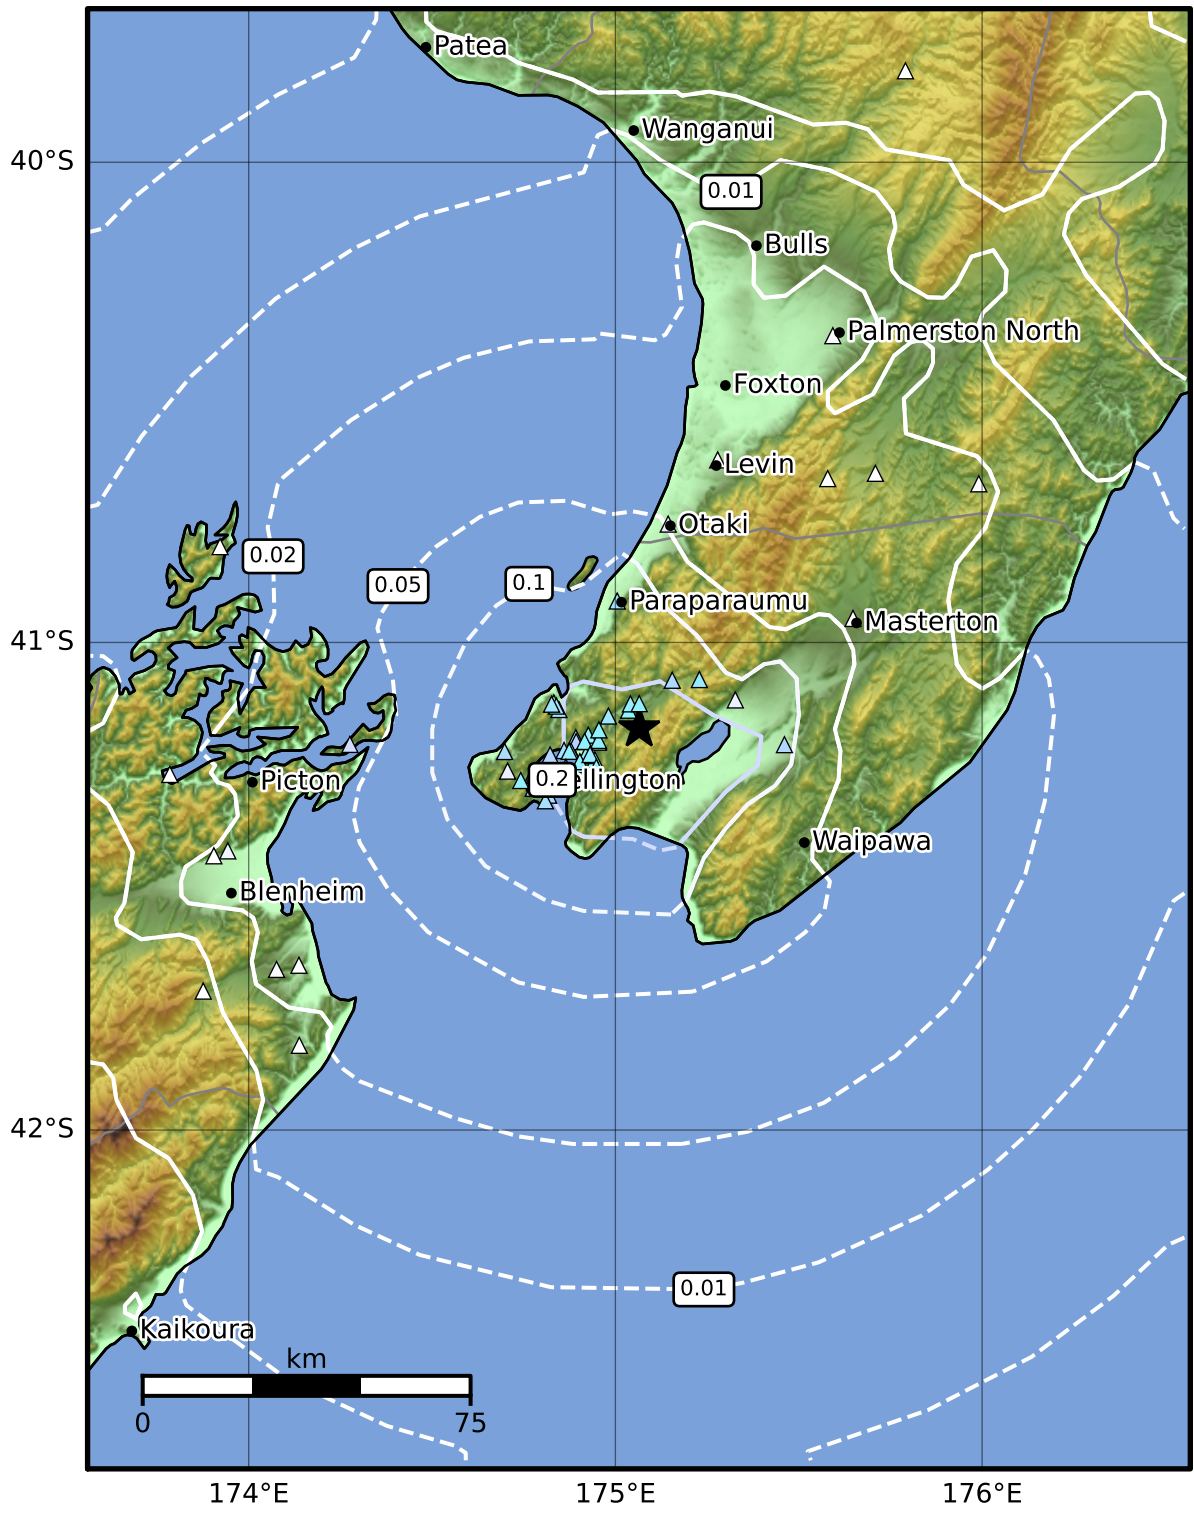 Patea
Wanganui
40°S
0.01
Bulls
Palmerston North
Foxton
Levin
Otaki
0.02
0.05
0.1
Paraparaumu
Masterton
41°S
Picton
0.2
ellington
Waipawa
Blenheim
42°S
0.01
Kaikoura
km
0
75
174°E
175°E
176°E